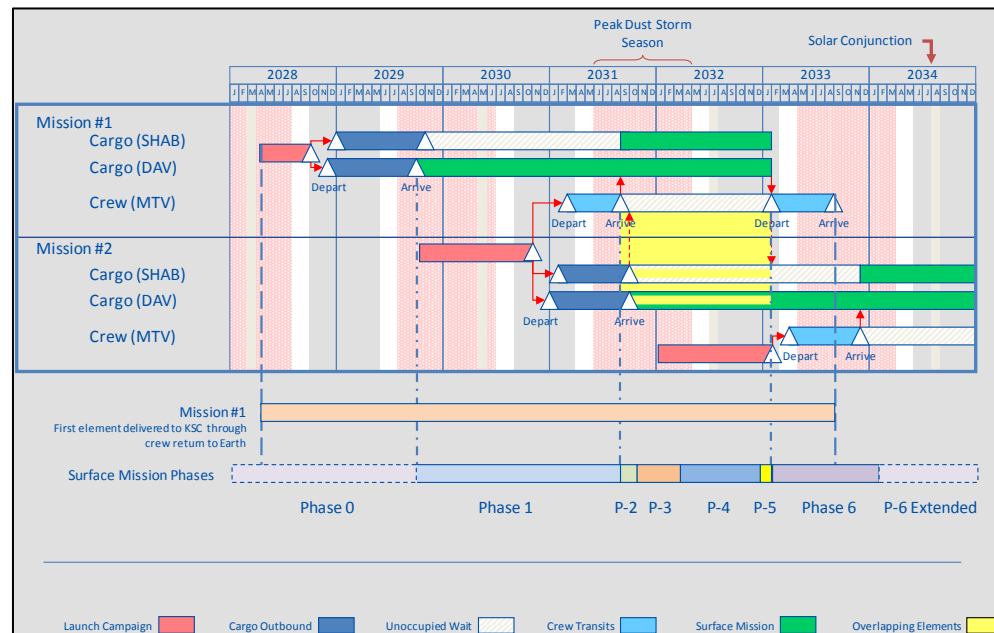 Peak Dust Storm
Season
Solar Conjunction
2028 2029 2030 2031 2032 2033 2034
J F M A M J J A S O N D J F M A M J J A S O N D J F M A M J J A S O N D J F M A M J J A S O N D J F M A M J J A S O N D J F M A M J J A S O N D J F M A M J J A S O N D
Mission #1
Cargo (SHAB)
Cargo (DAV)
Depart Arrive
Crew (MTV)
Depart Arrive Depart Arrive
Mission #2
Cargo (SHAB)
Cargo (DAV)
Depart Arrive
Crew (MTV)
Depart Arrive
Mission #1
First element delivered to KSC through
crew return to Earth
Surface Mission Phases
Phase 0 Phase 1 P-2 P-3 P-4 P-5 Phase 6 P-6 Extended
Launch Campaign Cargo Outbound Unoccupied Wait Crew Transits Surface Mission Overlapping Elements